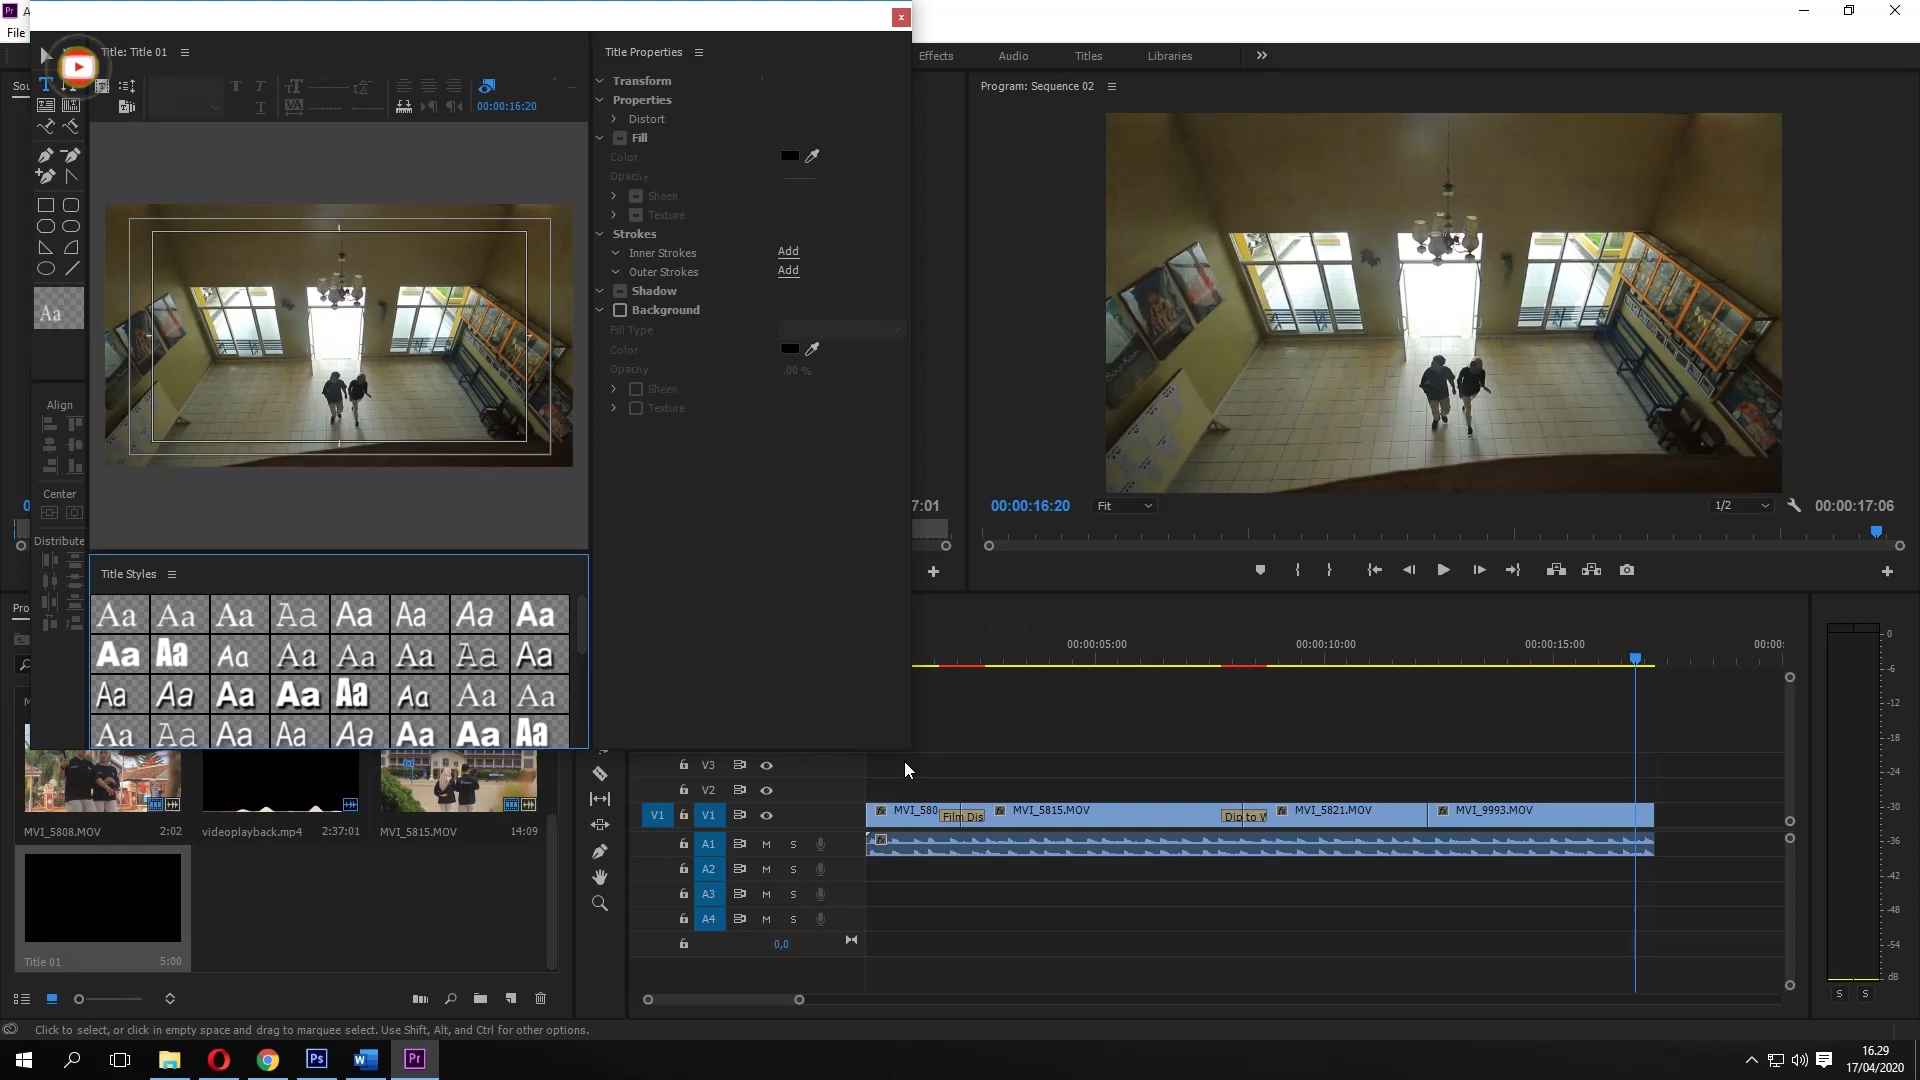 File
Title: Title 01
Title Properties
Effects
Audio
Titles
Libraries
Sou
Program: Sequence 02
Transform
Properties
Distort
Fill
Color
Opacity
Sheen
Texture
Strokes
Inner Strokes Add
Outer Strokes Add
Shadow
Background
Fill Type
Color
Opacity .00 %
Sheen
Texture
00:00:16:20
Aa
Align
Center
Distribute
7:01
00:00:16:20
Fit
1/2
00:00:17:06
Title Styles
Aa Aa Aa Aa Aa Aa Aa Aa
Aa Aa Aa Aa Aa Aa Aa Aa
Aa Aa Aa Aa Aa Aa Aa Aa
Aa Aa Aa Aa Aa Aa Aa Aa
Pro
00:00:05:00
00:00:10:00
00:00:15:00
00:00:
V3
V2
V1 V1 MVI_580 Film Dis MVI_5815.MOV Dip to W MVI_5821.MOV MVI_9993.MOV
A1 M S
A2 M S
A3 M S
A4 M S
0,0
MVI_5808.MOV 2:02
videoplayback.mp4 2:37:01
MVI_5815.MOV 14:09
Title 01 5:00
0
-6
-12
-18
-24
-30
-36
-42
-48
-54
dB
S S
Click to select, or click in empty space and drag to marquee select. Use Shift, Alt, and Ctrl for other options.
16.29
17/04/2020